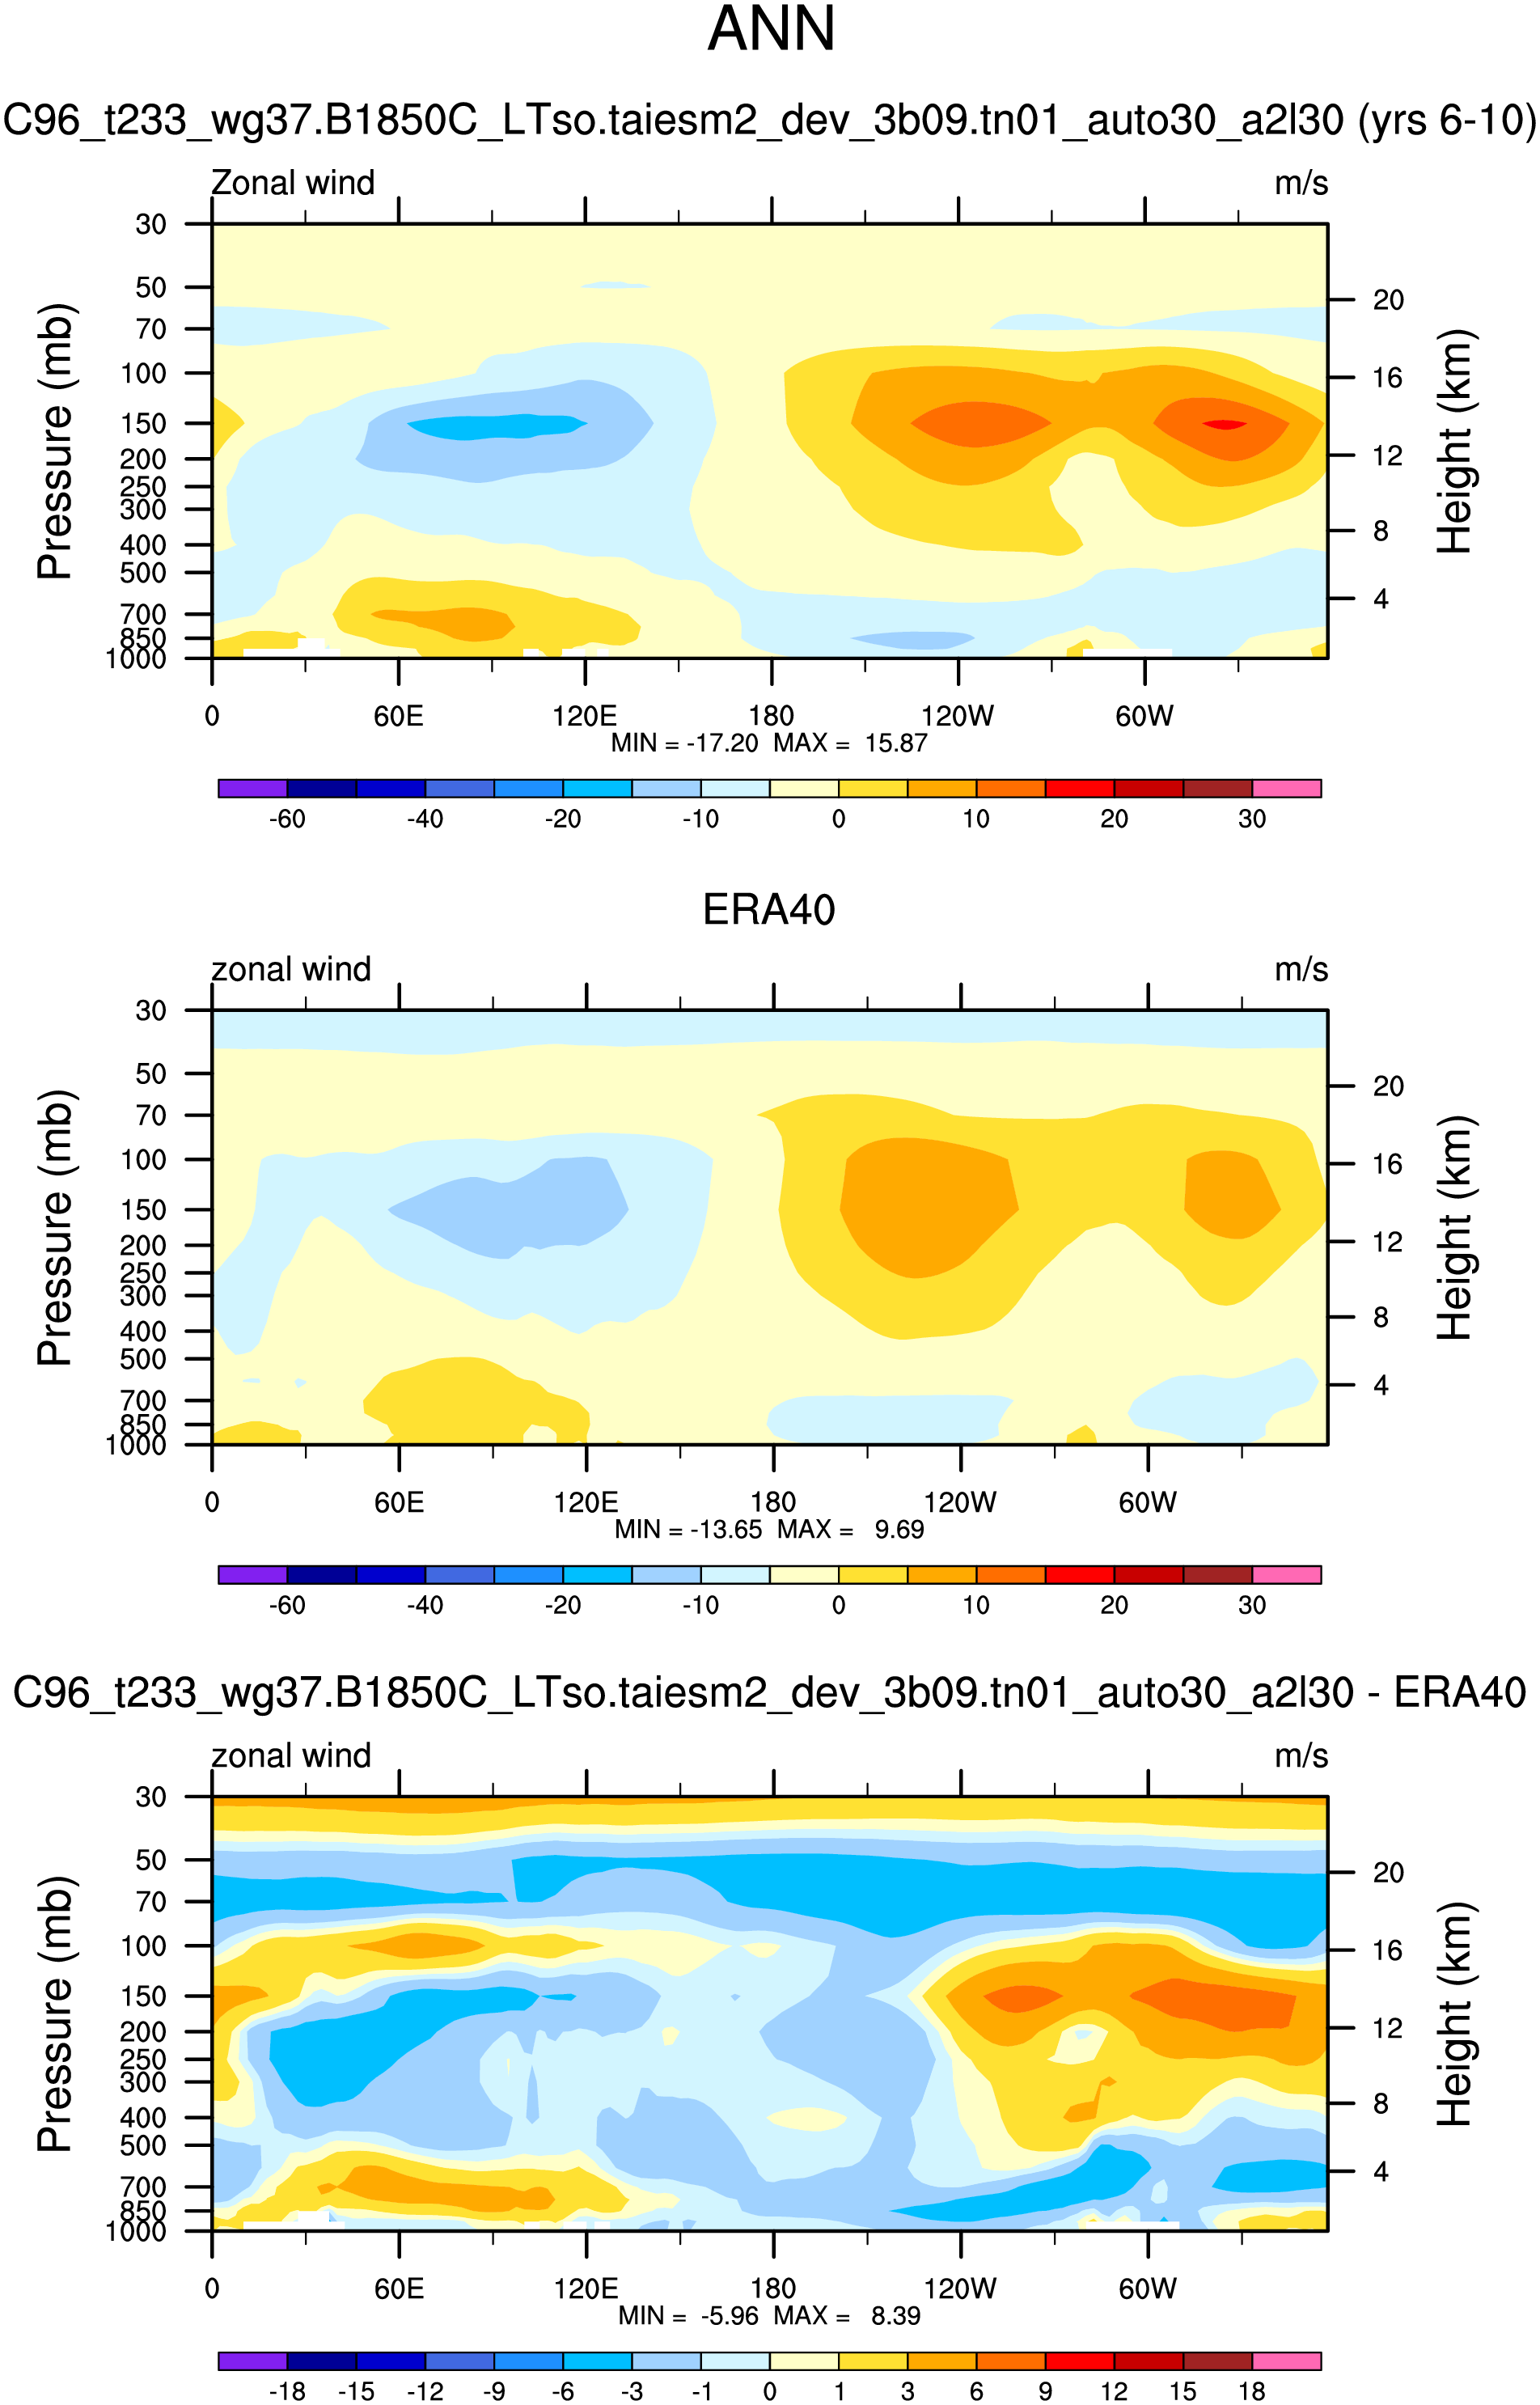 ANN
C96_t233_wg37.B1850C_LTso.taiesm2_dev_3b09.tn01_auto30_a2l30 (yrs 6-10)
Zonal wind m/s
Pressure (mb)
30
50
70
100
150
200
250
300
400
500
700
850
1000
Height (km)
20
16
12
8
4
0 60E 120E 180 120W 60W
MIN = -17.20 MAX = 15.87
-60 -40 -20 -10 0 10 20 30
ERA40
zonal wind m/s
Pressure (mb)
30
50
70
100
150
200
250
300
400
500
700
850
1000
Height (km)
20
16
12
8
4
0 60E 120E 180 120W 60W
MIN = -13.65 MAX = 9.69
-60 -40 -20 -10 0 10 20 30
C96_t233_wg37.B1850C_LTso.taiesm2_dev_3b09.tn01_auto30_a2l30 - ERA40
zonal wind m/s
Pressure (mb)
30
50
70
100
150
200
250
300
400
500
700
850
1000
Height (km)
20
16
12
8
4
0 60E 120E 180 120W 60W
MIN = -5.96 MAX = 8.39
-18 -15 -12 -9 -6 -3 -1 0 1 3 6 9 12 15 18